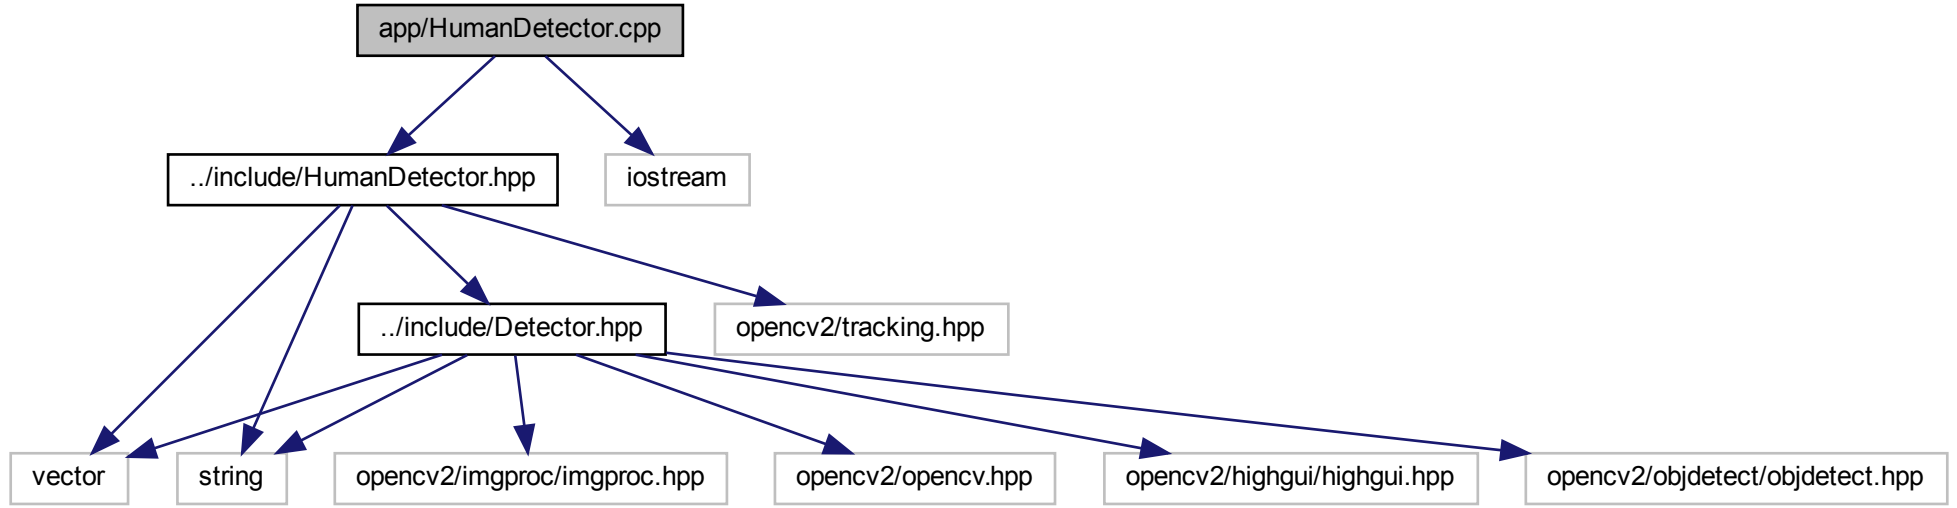 app/HumanDetector.cpp
../include/HumanDetector.hpp
iostream
../include/Detector.hpp
opencv2/tracking.hpp
vector
string
opencv2/imgproc/imgproc.hpp
opencv2/opencv.hpp
opencv2/highgui/highgui.hpp
opencv2/objdetect/objdetect.hpp